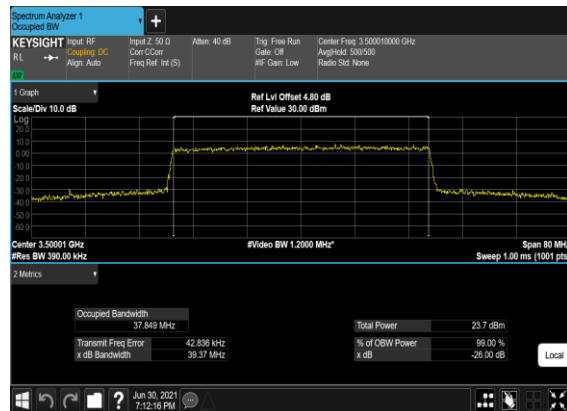 Spectrum Analyzer 1
Occupied BW
KEYSIGHT Input: RF Input Z: 50 Ω Atten: 40 dB Trig: Free Run Center Freq: 3.500010000 GHz
RL Coupling: DC Corr CCorr Gate: Off Avg|Hold: 500/500
Align: Auto Freq Ref: Int (S) #IF Gain: Low Radio Std: None
LW
1 Graph
Ref Lvl Offset 4.80 dB
Scale/Div 10.0 dB Ref Value 30.00 dBm
Log
20.0
10.0
0.00
-10.0
-20.0
-30.0
-40.0
-50.0
-60.0
Center 3.50001 GHz #Video BW 1.2000 MHz* Span 80 MHz
#Res BW 390.00 kHz Sweep 1.00 ms (1001 pts)
2 Metrics
Occupied Bandwidth
37.849 MHz Total Power 23.7 dBm
Transmit Freq Error 42.836 kHz % of OBW Power 99.00 %
x dB Bandwidth 39.37 MHz x dB -26.00 dB
Local
? Jun 30, 2021
7:12:16 PM